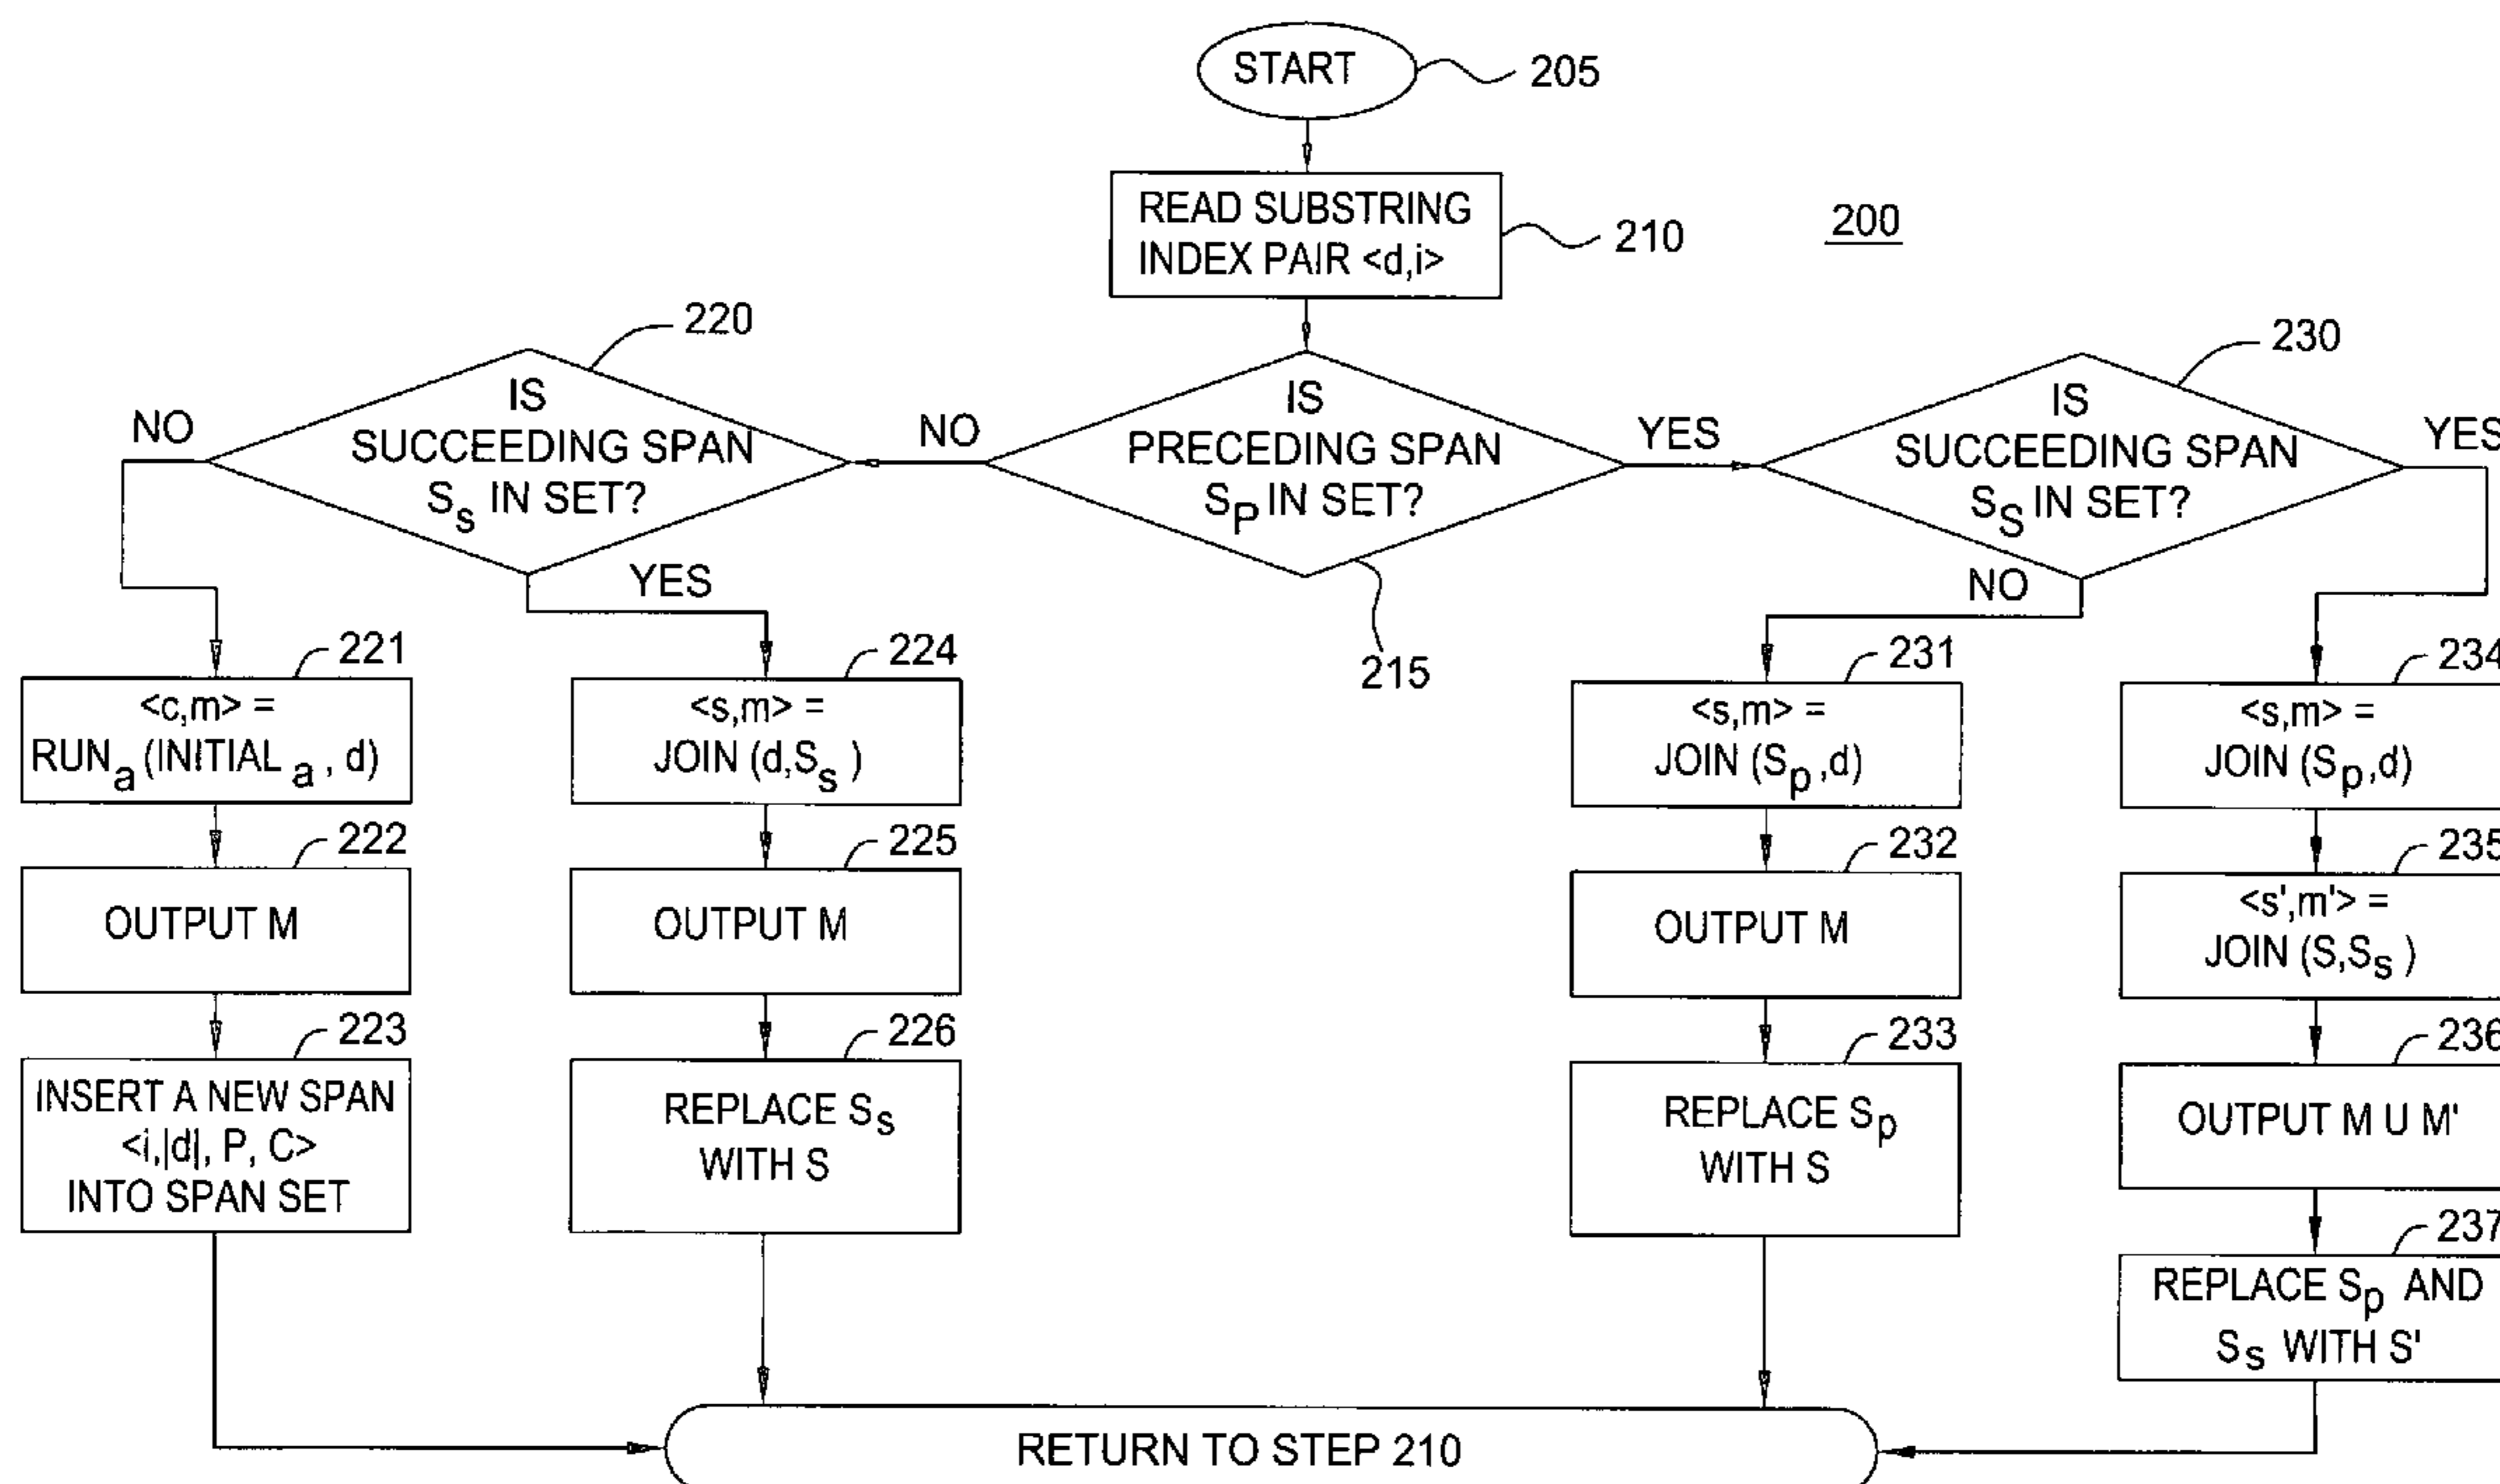 START
205
READ SUBSTRING
INDEX PAIR <d,i>
210
200
220
IS
SUCCEEDING SPAN
Ss IN SET?
NO
YES
NO
IS
PRECEDING SPAN
SP IN SET?
215
YES
230
IS
SUCCEEDING SPAN
SS IN SET?
NO
YES
221
<c,m> =
RUNa (INITIAL a , d)
222
OUTPUT M
223
INSERT A NEW SPAN
<i,|d|, P, C>
INTO SPAN SET
224
<s,m> =
JOIN (d,Ss )
225
OUTPUT M
226
REPLACE Ss
WITH S
231
<s,m> =
JOIN (Sp ,d)
232
OUTPUT M
233
REPLACE Sp
WITH S
234
<s,m> =
JOIN (Sp ,d)
235
<s',m'> =
JOIN (S,Ss )
236
OUTPUT M U M'
237
REPLACE Sp AND
Ss WITH S'
RETURN TO STEP 210